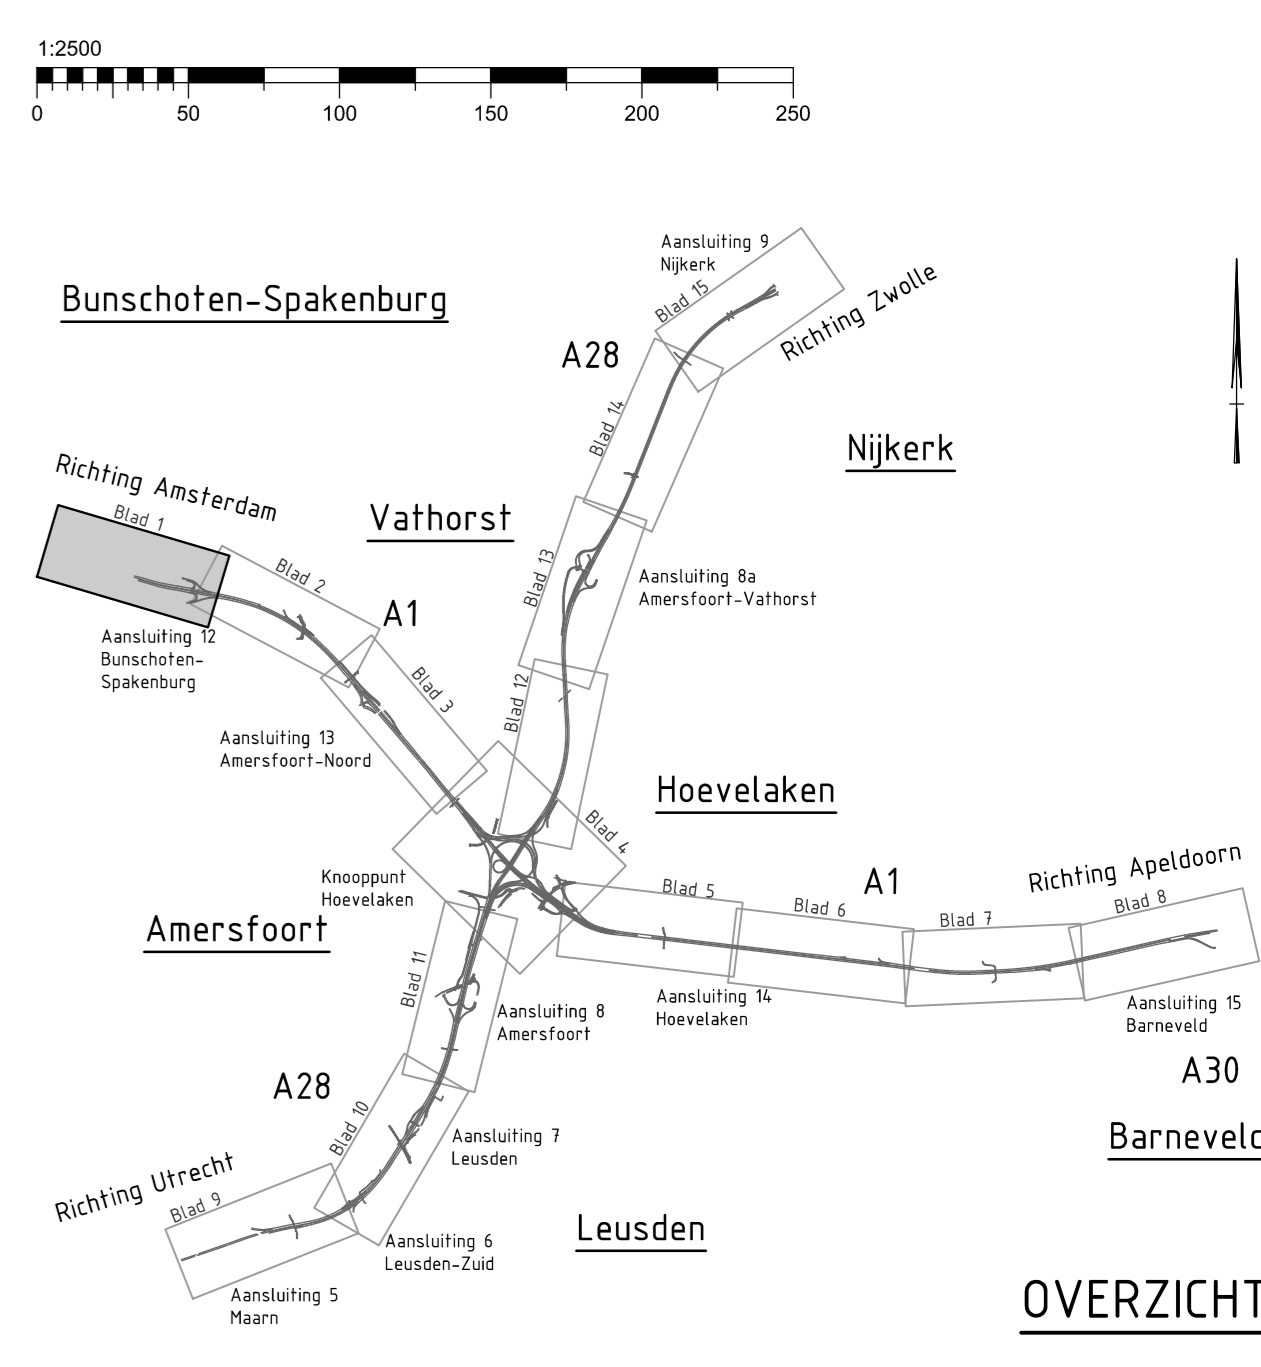 1:2500
0 50 100 150 200 250
Aansluiting 9
Nijkerk
Blad 15
Richting Zwolle
Bunschoten-Spakenburg
A28
Blad 14
Nijkerk
Richting Amsterdam
Blad 1
Vathorst
Blad 2
Blad 13
Aansluiting 8a
Amersfoort-Vathorst
A1
Aansluiting 12
Bunschoten-
Spakenburg
Blad 3
Blad 12
Aansluiting 13
Amersfoort-Noord
Hoevelaken
Blad 4
Knooppunt
Hoevelaken
Blad 5
A1
Richting Apeldoorn
Blad 6
Blad 7
Blad 8
Amersfoort
Blad 11
Aansluiting 8
Amersfoort
Aansluiting 14
Hoevelaken
Aansluiting 15
Barneveld
A30
A28
Blad 10
Aansluiting 7
Leusden
Barneveld
Richting Utrecht
Blad 9
Leusden
Aansluiting 6
Leusden-Zuid
Aansluiting 5
Maarn
OVERZICHT